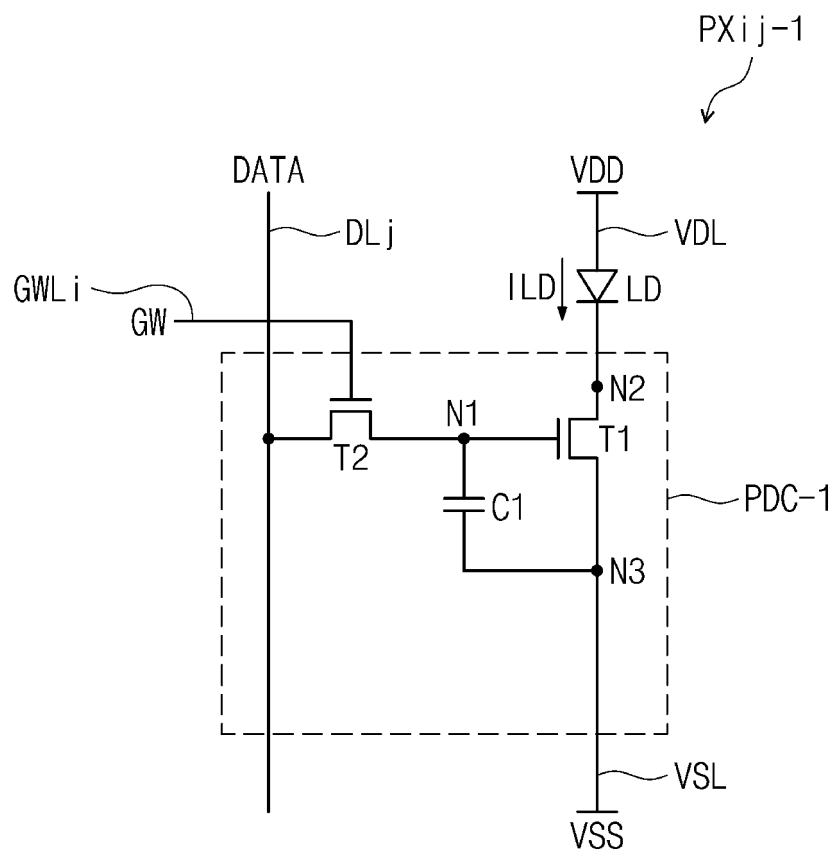 PXij-1
DATA
VDD
DLj
VDL
GWLi
GW
ILD
LD
N2
N1
T1
T2
C1
PDC-1
N3
VSL
VSS